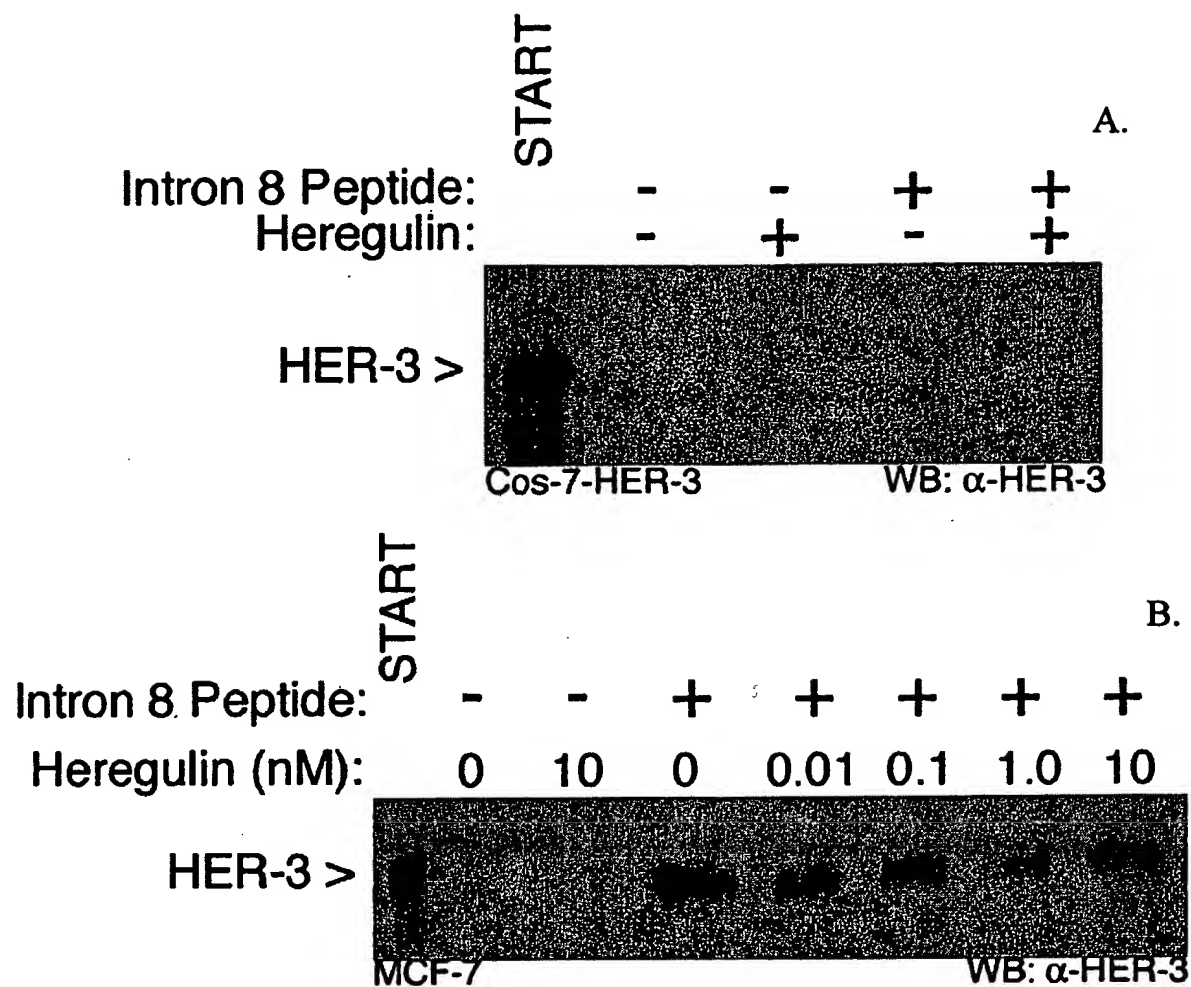 START
A.
Intron 8 Peptide: - - + +
Heregulin: - + - +
HER-3 >
Cos-7-HER-3 WB: α-HER-3
START
B.
Intron 8 Peptide: - - + + + + +
Heregulin (nM): 0 10 0 0.01 0.1 1.0 10
HER-3 >
MCF-7 WB: α-HER-3